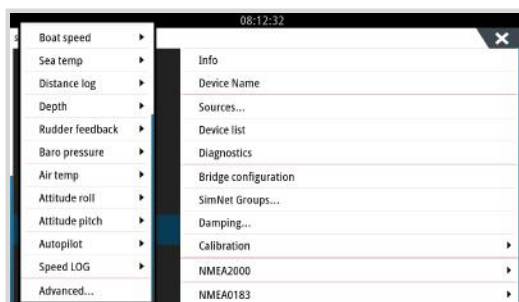 08:12:32
Boat speed
Sea temp
Distance log
Depth
Rudder feedback
Baro pressure
Air temp
Attitude roll
Attitude pitch
Autopilot
Speed LOG
Advanced...
Info
Device Name
Sources...
Device list
Diagnostics
Bridge configuration
SimNet Groups...
Damping...
Calibration
NMEA2000
NMEA0183